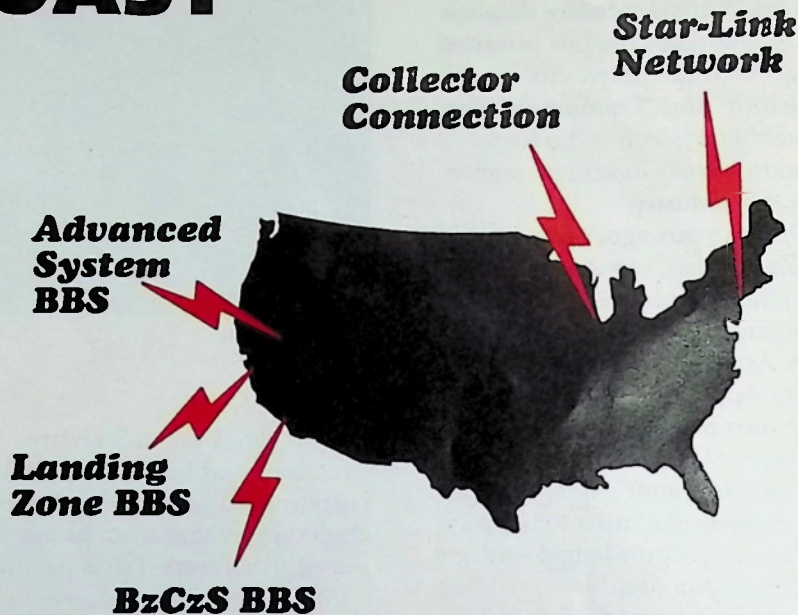 Star-Link
Network
Collector
Connection
Advanced
System
BBS
Landing
Zone BBS
BzCzS BBS